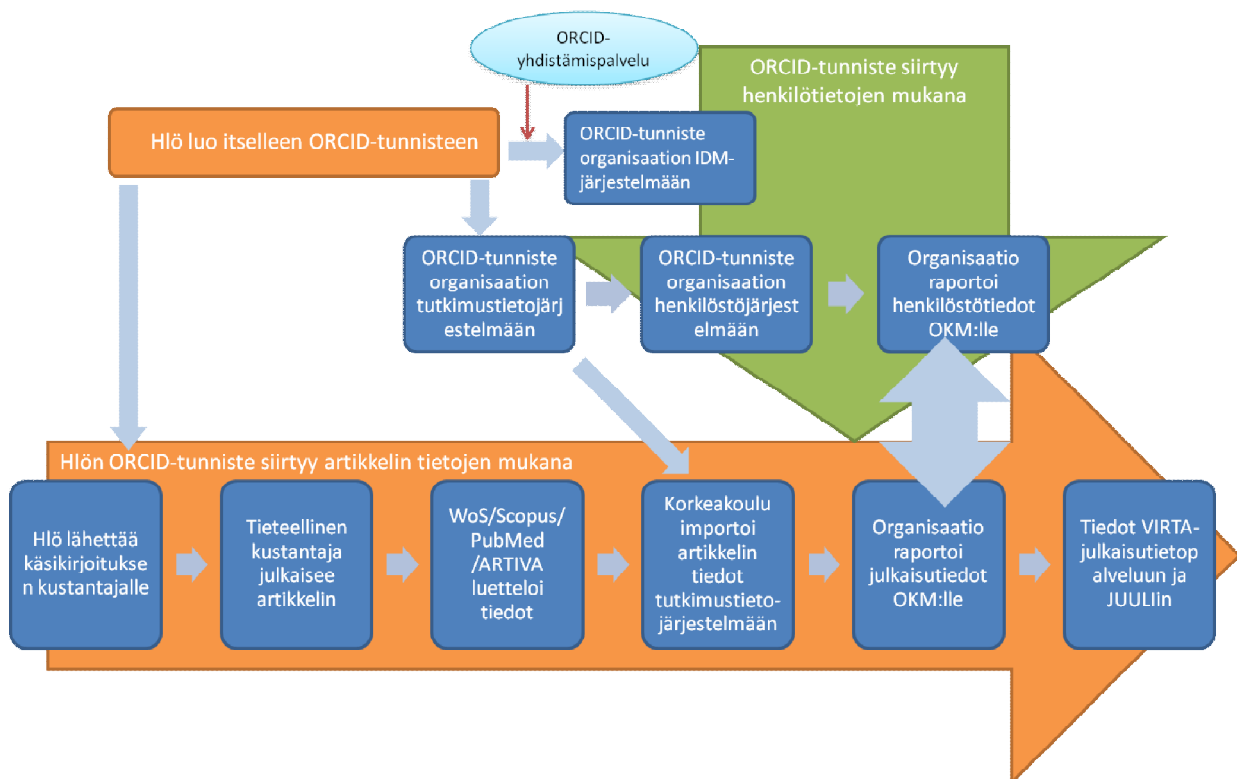 ORCID-
yhdistämispalvelu
ORCID-tunniste siirtyy
henkilötietojen mukana
Hlö luo itselleen ORCID-tunnisteen
ORCID-tunniste
organisaation IDM-
järjestelmään
ORCID-tunniste
organisaation
tutkimustietojärj
estelmään
ORCID-tunniste
organisaation
henkilöstöjärjest
elmään
Organisaatio
raportoi
henkilöstötiedot
OKM:lle
Hlön ORCID-tunniste siirtyy artikkelin tietojen mukana
Hlö lähettää
käsikirjoitukse
n kustantajalle
Tieteellinen
kustantaja
julkaisee
artikkelin
WoS/Scopus/
PubMed
/ARTIVA
luetteloi
tiedot
Korkeakoulu
importoi
artikkelin
tiedot
tutkimustieto-
järjestelmään
Organisaatio
raportoi
julkaisutiedot
OKM:lle
Tiedot VIRTA-
julkaisutietop
alveluun ja
JUULIin